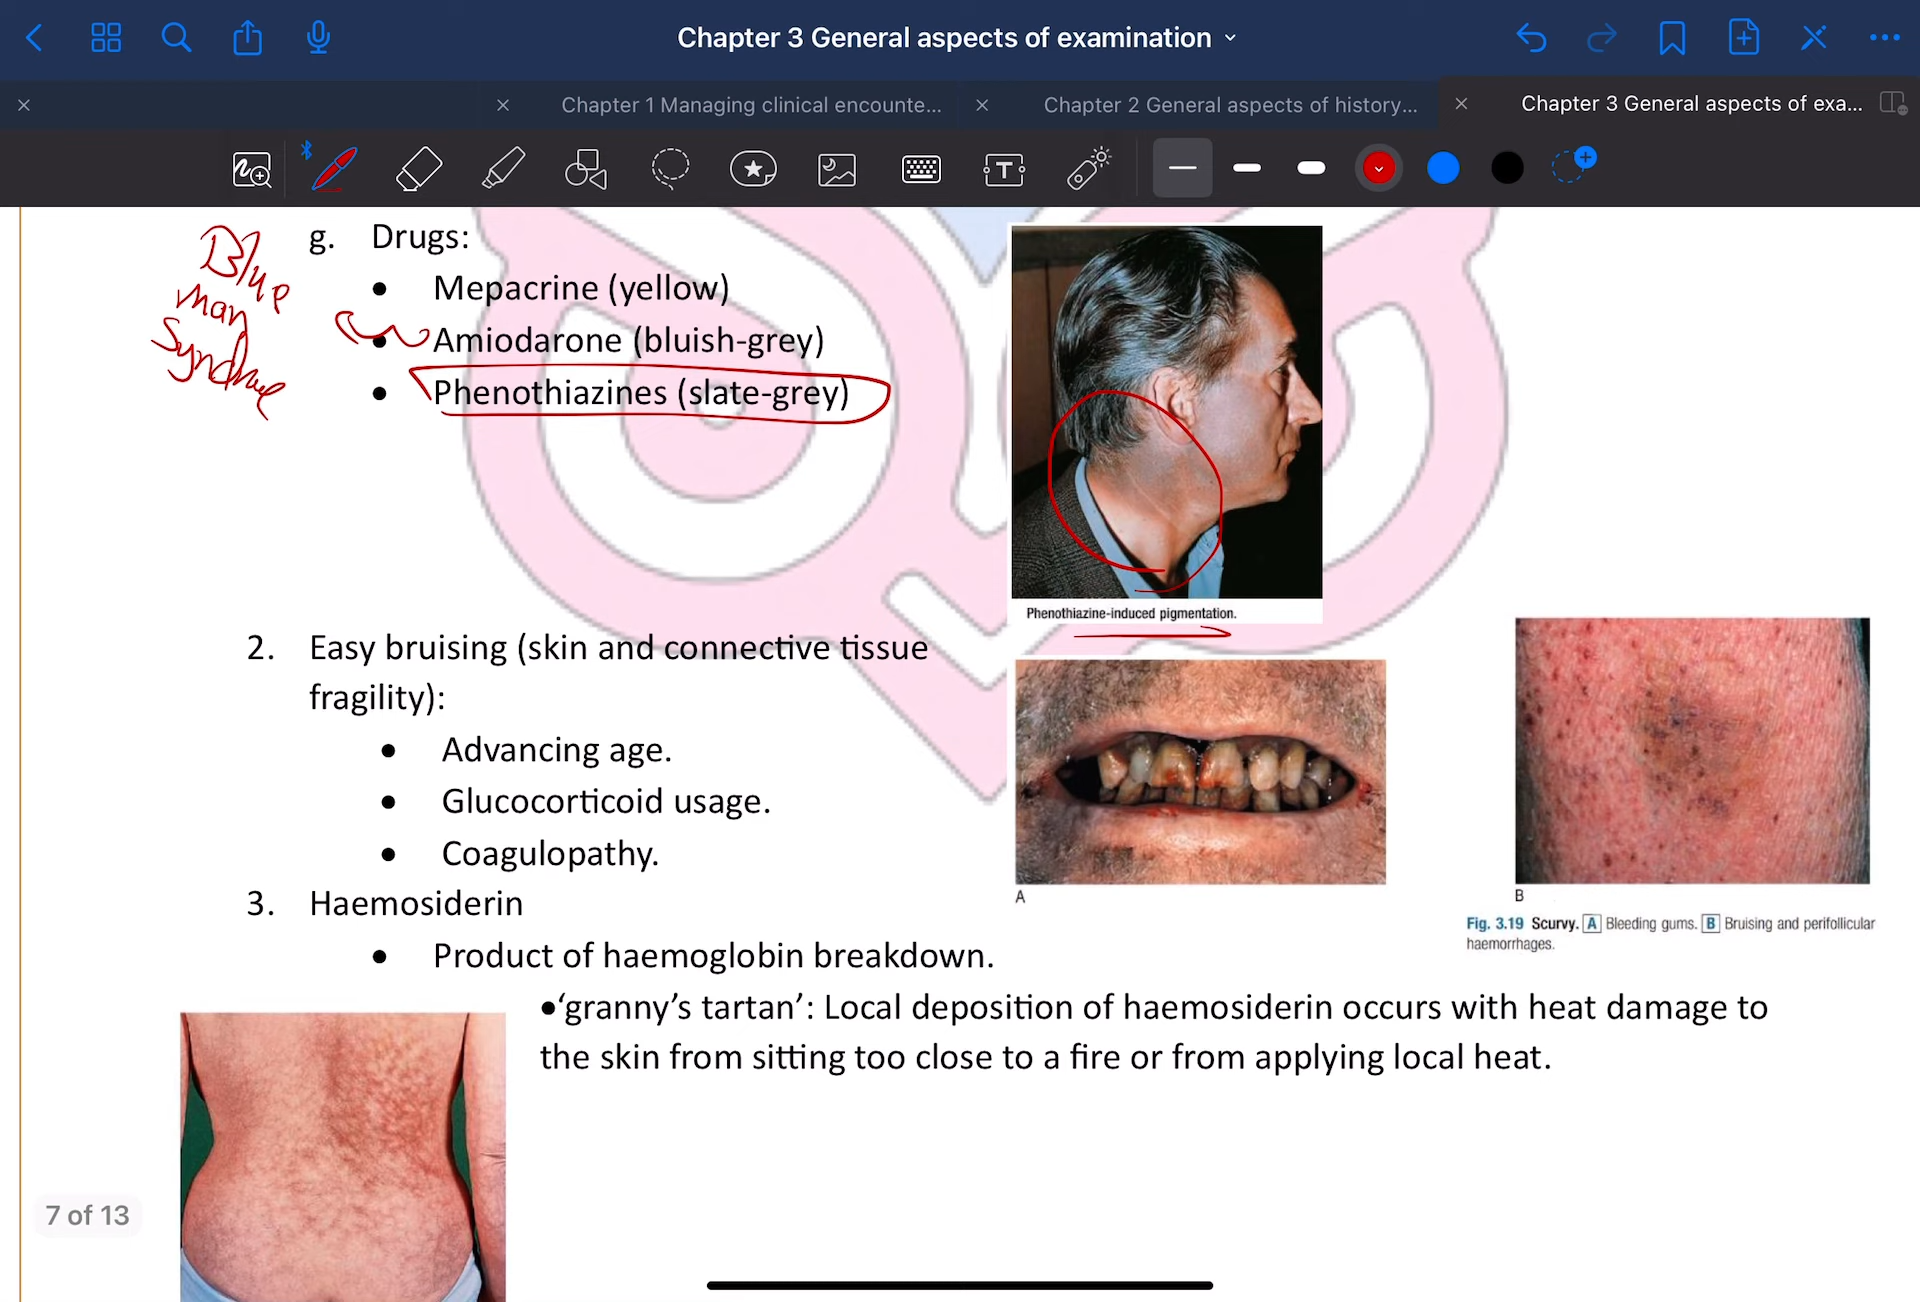 Chapter 3 General aspects of examination
Chapter 1 Managing clinical encounte...
Chapter 2 General aspects of history...
Chapter 3 General aspects of exa...
Blue
man
Syndrome
g. Drugs:
• Mepacrine (yellow)
• Amiodarone (bluish-grey)
• Phenothiazines (slate-grey)
Phenothiazine-induced pigmentation.
2. Easy bruising (skin and connective tissue
fragility):
• Advancing age.
• Glucocorticoid usage.
• Coagulopathy.
A
B
Fig. 3.19 Scurvy. A Bleeding gums. B Bruising and perifollicular
haemorrhages.
3. Haemosiderin
• Product of haemoglobin breakdown.
•‘granny’s tartan’: Local deposition of haemosiderin occurs with heat damage to
the skin from sitting too close to a fire or from applying local heat.
7 of 13